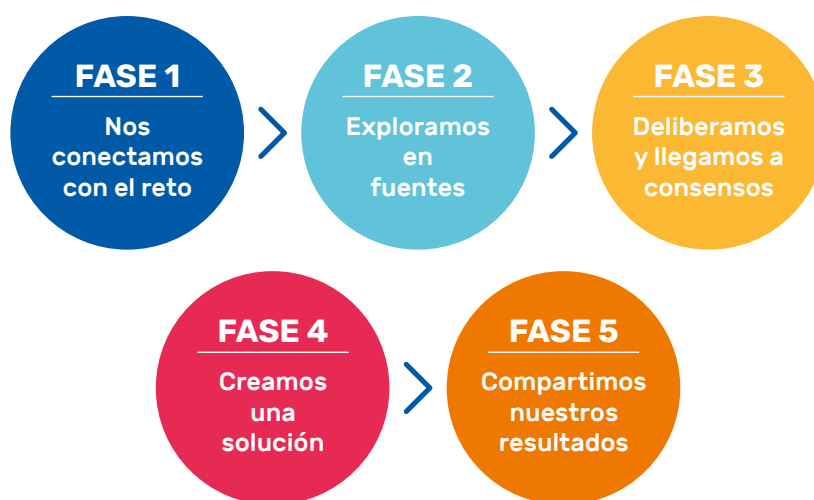 FASE 1
Nos
conectamos
con el reto
FASE 2
Exploramos
en
fuentes
FASE 3
Deliberamos
y llegamos a
consensos
FASE 4
Creamos
una
solución
FASE 5
Compartimos
nuestros
resultados